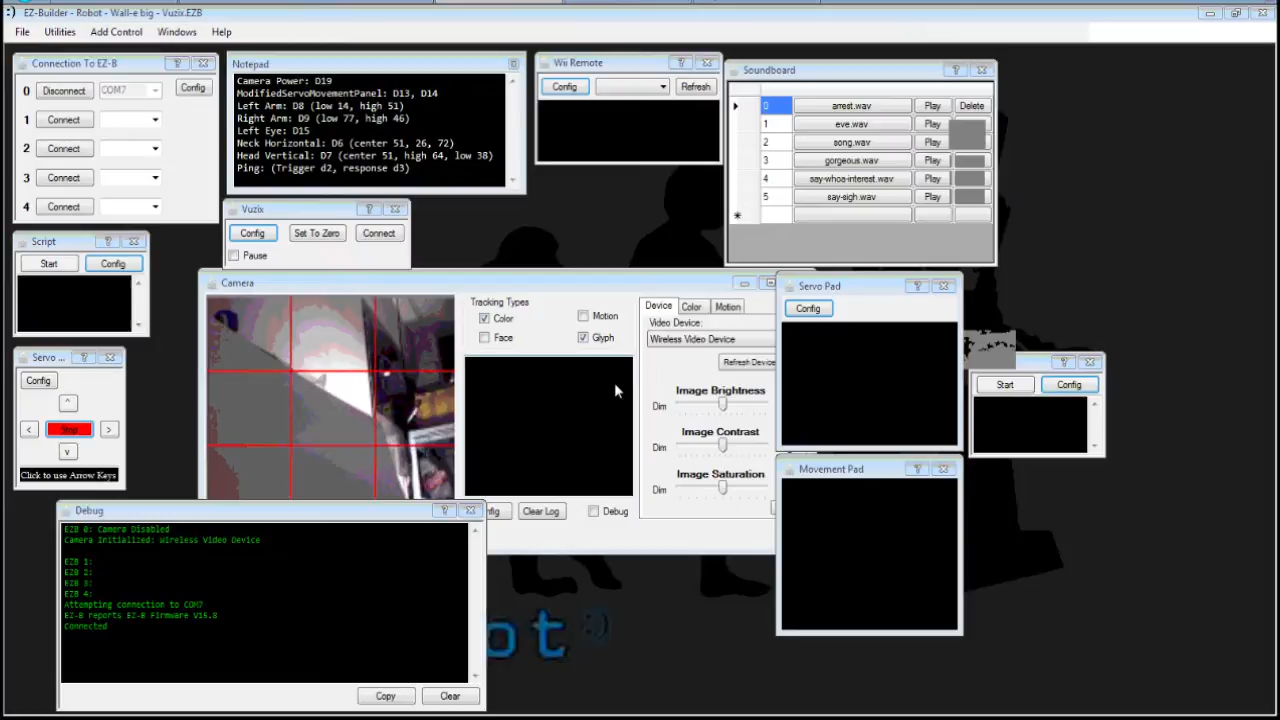 :) EZ-Builder - Robot - Wall-e big - Vuzix.EZB
File Utilities Add Control Windows Help
Connection To EZ-B ?
0 Disconnect COM7 Config
1 Connect
2 Connect
3 Connect
4 Connect
Notepad
Camera Power: D19
ModifiedServoMovementPanel: D13, D14
Left Arm: D8 (low 14, high 51)
Right Arm: D9 (low 77, high 46)
Left Eye: D15
Neck Horizontal: D6 (center 51, 26, 72)
Head Vertical: D7 (center 51, high 64, low 38)
Ping: (Trigger d2, response d3)
Wii Remote ?
Config Refresh
Soundboard ?
0 arrest.wav Play Delete
1 eve.wav Play
2 song.wav Play
3 gorgeous.wav Play
4 say-whoa-interest.wav Play
5 say-sigh.wav Play
*
Vuzix ?
Config Set To Zero Connect
Pause
Script ?
Start Config
Servo ... ?
Config
^
< Stop >
v
Click to use Arrow Keys
Camera
Tracking Types
Color Motion
Face Glyph
Device Color Motion
Video Device:
Wireless Video Device
Refresh Device
Image Brightness
Dim
Image Contrast
Dim
Image Saturation
Dim
nfig Clear Log Debug
Servo Pad ?
Config
?
Start Config
Movement Pad ?
Debug ?
EZB 0: Camera Disabled
Camera Initialized: Wireless Video Device
EZB 1:
EZB 2:
EZB 3:
EZB 4:
Attempting connection to COM7
EZ-B reports EZ-B Firmware V15.8
Connected
Copy Clear
ot :)